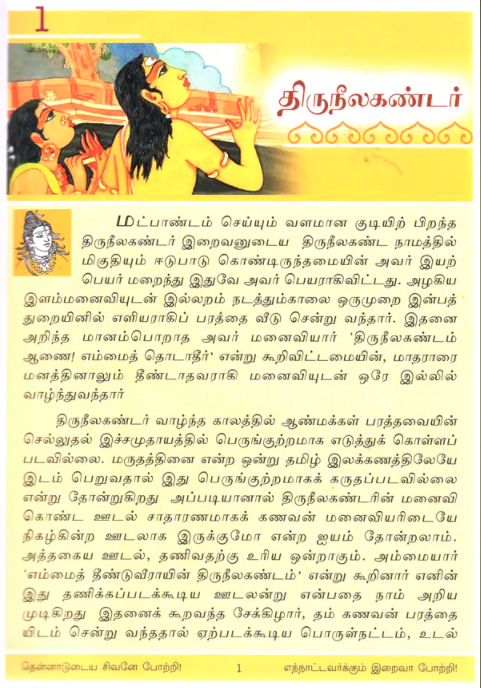 1
திருநீலகண்டர்
மட்பாண்டம் செய்யும் வளமான குடியிற் பிறந்த
திருநீலகண்டர் இறைவனுடைய திருநீலகண்ட நாமத்தில்
மிகுதியும் ஈடுபாடு கொண்டிருந்தமையின் அவர் இயற்
பெயர் மறைந்து இதுவே அவர் பெயராகிவிட்டது. அழகிய
இளம்மனைவியுடன் இல்லறம் நடத்தும்காலை ஒருமுறை இன்பத்
துறையினில் எளியராகிப் பரத்தை வீடு சென்று வந்தார். இதனை
அறிந்த மானம்பொறாத அவர் மனைவியார் 'திருநீலகண்டம்
ஆணை! எம்மைத் தொடாதீர்' என்று கூறிவிட்டமையின், மாதராரை
மனத்தினாலும் தீண்டாதவராகி மனைவியுடன் ஒரே இல்லில்
வாழ்ந்துவந்தார்
திருநீலகண்டர் வாழ்ந்த காலத்தில் ஆண்மக்கள் பரத்தவையின்
செல்லுதல் இச்சமுதாயத்தில் பெருங்குற்றமாக எடுத்துக் கொள்ளப்
படவில்லை. மருதத்தினை என்ற ஒன்று தமிழ் இலக்கணத்திலேயே
இடம் பெறுவதால் இது பெருங்குற்றமாகக் கருதப்படவில்லை
என்று தோன்றுகிறது அப்படியானால் திருநீலகண்டரின் மனைவி
கொண்ட ஊடல் சாதாரணமாகக் கணவன் மனைவியரிடையே
நிகழ்கின்ற ஊடலாக இருக்குமோ என்ற ஐயம் தோன்றலாம்.
அத்தகைய ஊடல், தணிவதற்கு உரிய ஒன்றாகும். அம்மையார்
'எம்மைத் தீண்டுவீராயின் திருநீலகண்டம்' என்று கூறினார் எனின்
இது தணிக்கப்படக்கூடிய ஊடலன்று என்பதை நாம் அறிய
முடிகிறது இதனைக் கூறவந்த சேக்கிழார், தம் கணவன் பரத்தை
யிடம் சென்று வந்ததால் ஏற்படக்கூடிய பொருள்நட்டம், உடல்
தென்னாடுடைய சிவனே போற்றி!
1
எந்நாட்டவர்க்கும் இறைவா போற்றி!